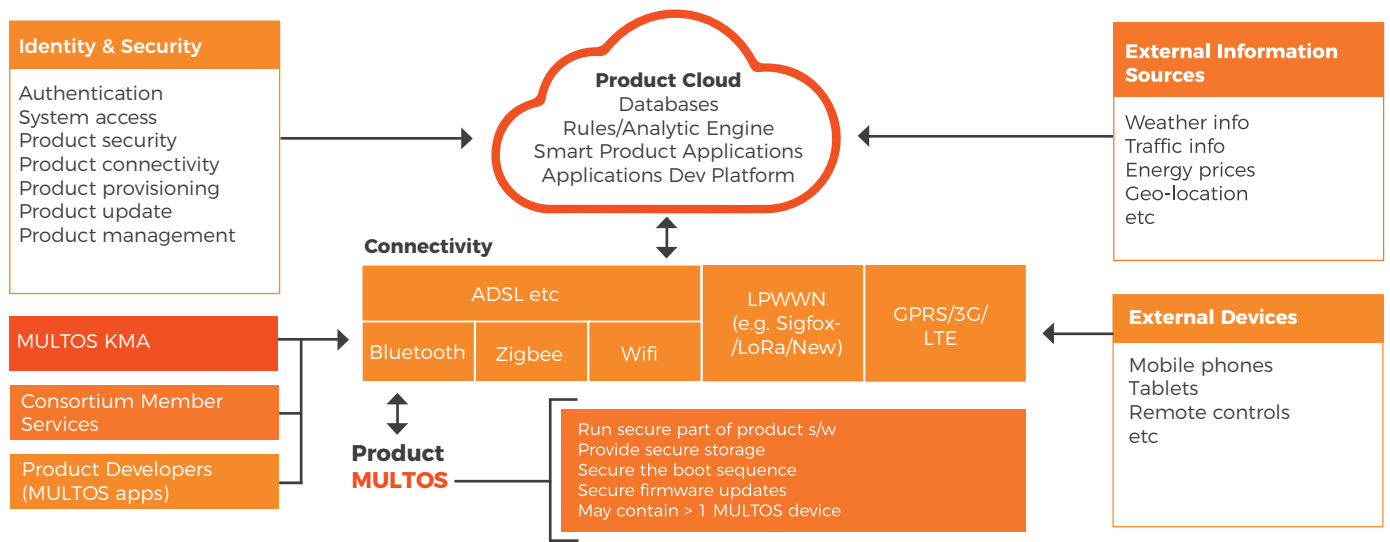 Identity & Security
Authentication
System access
Product security
Product connectivity
Product provisioning
Product update
Product management
Product Cloud
Databases
Rules/Analytic Engine
Smart Product Applications
Applications Dev Platform
External Information
Sources
Weather info
Traffic info
Energy prices
Geo-location
etc
Connectivity
ADSL etc
Bluetooth
Zigbee
Wifi
LPWWN
(e.g. Sigfox-
/LoRa/New)
GPRS/3G/
LTE
MULTOS KMA
Consortium Member
Services
Product Developers
(MULTOS apps)
Product
MULTOS
Run secure part of product s/w
Provide secure storage
Secure the boot sequence
Secure firmware updates
May contain > 1 MULTOS device
External Devices
Mobile phones
Tablets
Remote controls
etc